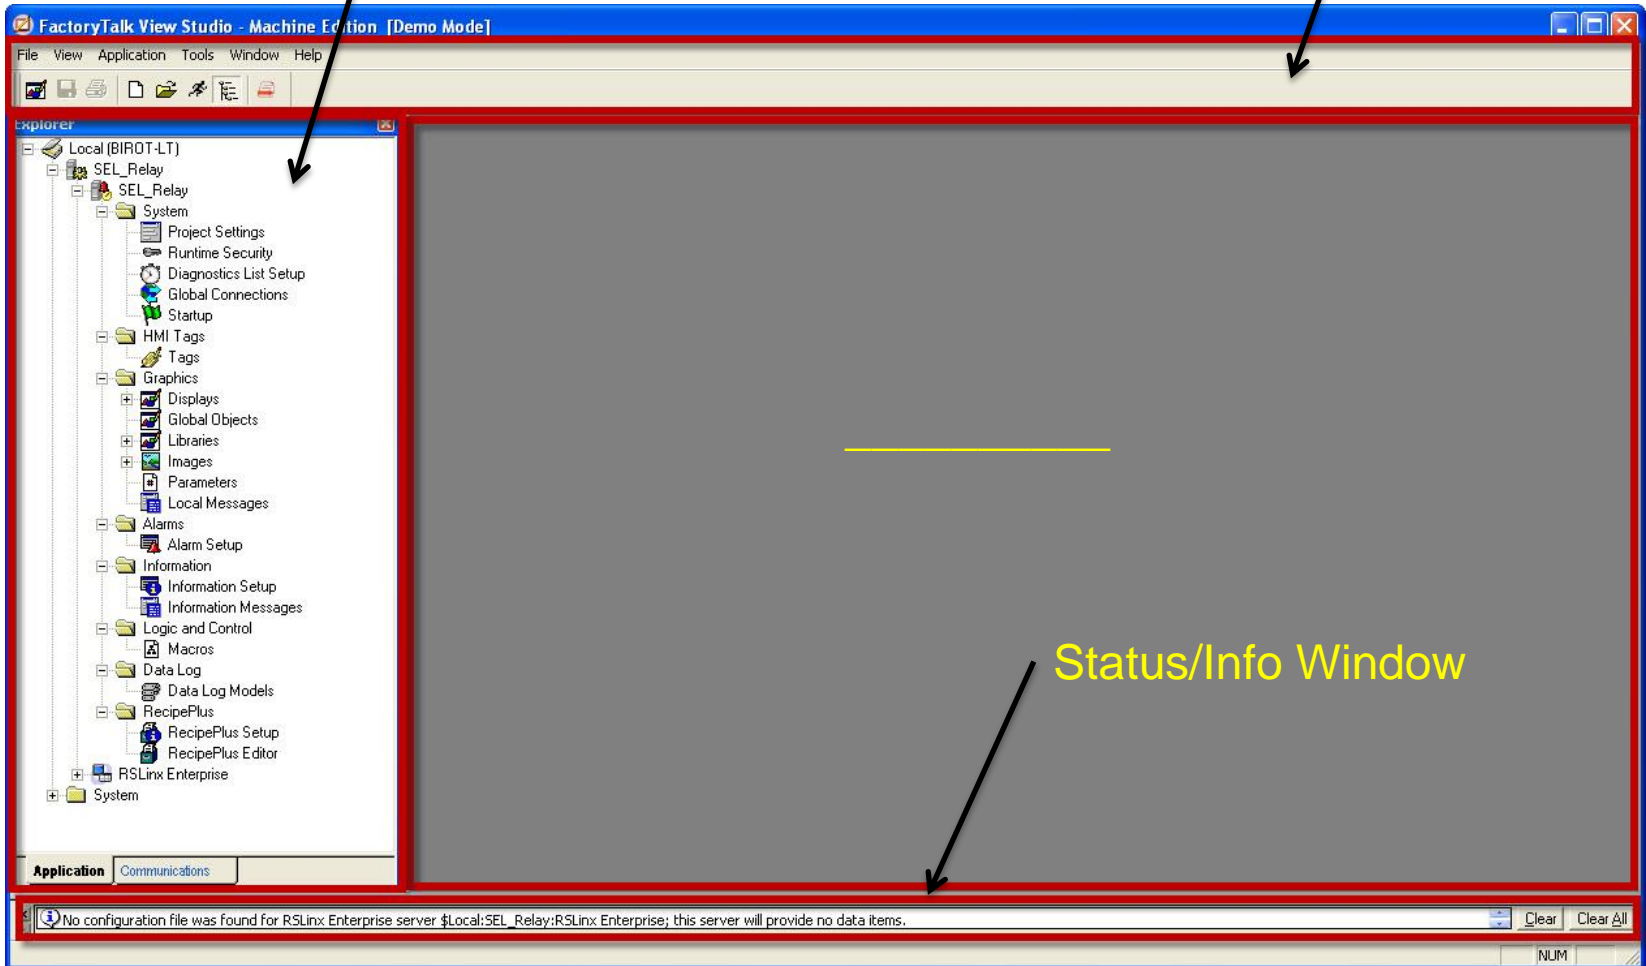 FactoryTalk View Studio - Machine Edition [Demo Mode]
File View Application Tools Window Help
Explorer
Local (BIROT-LT)
SEL_Relay
SEL_Relay
System
Project Settings
Runtime Security
Diagnostics List Setup
Global Connections
Startup
HMI Tags
Tags
Graphics
Displays
Global Objects
Libraries
Images
Parameters
Local Messages
Alarms
Alarm Setup
Information
Information Setup
Information Messages
Logic and Control
Macros
Data Log
Data Log Models
RecipePlus
RecipePlus Setup
RecipePlus Editor
RSLinx Enterprise
System
Application Communications
Status/Info Window
No configuration file was found for RSLinx Enterprise server $Local:SEL_Relay:RSLinx Enterprise; this server will provide no data items.
Clear Clear All
NUM